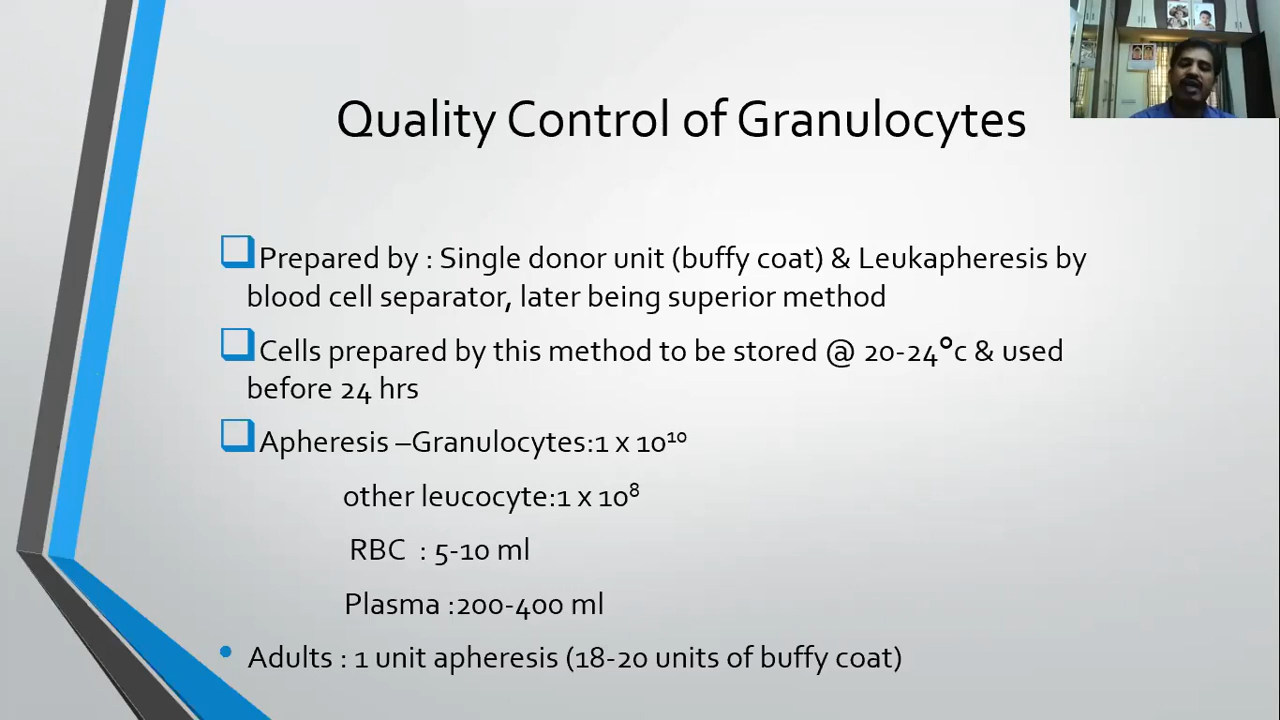 Quality Control of Granulocytes
Prepared by : Single donor unit (buffy coat) & Leukapheresis by
blood cell separator, later being superior method
Cells prepared by this method to be stored @ 20-24°c & used
before 24 hrs
Apheresis –Granulocytes:1 x 10¹⁰
other leucocyte:1 x 10⁸
RBC : 5-10 ml
Plasma :200-400 ml
• Adults : 1 unit apheresis (18-20 units of buffy coat)